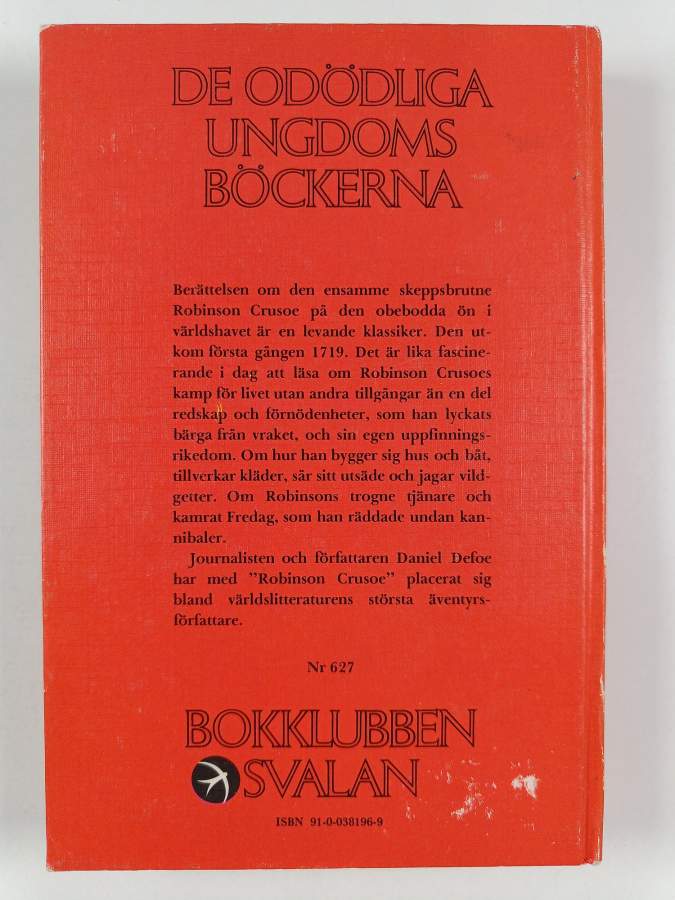 DE ODÖDLIGA
UNGDOMS
BÖCKERNA
Berättelsen om den ensamme skeppsbrutne
Robinson Crusoe på den obebodda ön i
världshavet är en levande klassiker. Den ut-
kom första gången 1719. Det är lika fascine-
rande i dag att läsa om Robinson Crusoes
kamp för livet utan andra tillgångar än en del
redskap och förnödenheter, som han lyckats
bärga från vraket, och sin egen uppfinnings-
rikedom. Om hur han bygger sig hus och båt,
tillverkar kläder, sår sitt utsäde och jagar vild-
getter. Om Robinsons trogne tjänare och
kamrat Fredag, som han räddade undan kan-
nibaler.
Journalisten och författaren Daniel Defoe
har med ”Robinson Crusoe” placerat sig
bland världslitteraturens största äventyrs-
författare.
Nr 627
BOKKLUBBEN
SVALAN
ISBN 91-0-038196-9